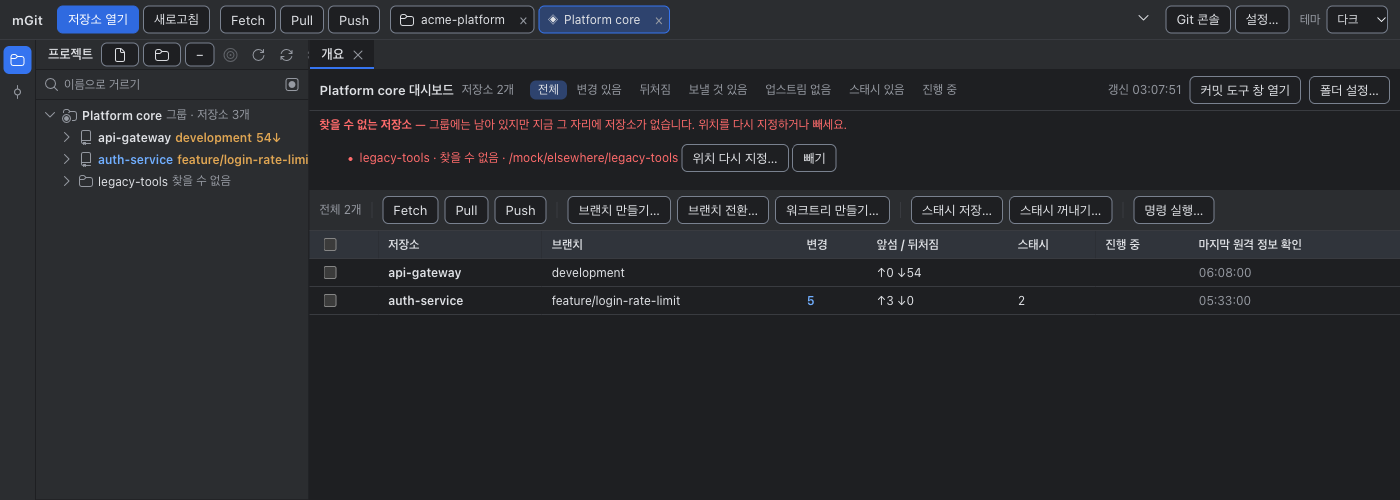 mGit 저장소 열기 새로고침 Fetch Pull Push acme-platform × Platform core × Git 콘솔 설정... 테마 다크
프로젝트
개요 ×
이름으로 거르기
Platform core 그룹 · 저장소 3개
api-gateway development 54↓
auth-service feature/login-rate-limi
legacy-tools 찾을 수 없음
Platform core 대시보드 저장소 2개 전체 변경 있음 뒤처짐 보낼 것 있음 업스트림 없음 스태시 있음 진행 중 갱신 03:07:51 커밋 도구 창 열기 폴더 설정...
찾을 수 없는 저장소 — 그룹에는 남아 있지만 지금 그 자리에 저장소가 없습니다. 위치를 다시 지정하거나 빼세요.
• legacy-tools · 찾을 수 없음 · /mock/elsewhere/legacy-tools 위치 다시 지정... 빼기
전체 2개 Fetch Pull Push 브랜치 만들기... 브랜치 전환... 워크트리 만들기... 스태시 저장... 스태시 꺼내기... 명령 실행...
저장소 브랜치 변경 앞섬 / 뒤처짐 스태시 진행 중 마지막 원격 정보 확인
api-gateway development ↑0 ↓54 06:08:00
auth-service feature/login-rate-limit 5 ↑3 ↓0 2 05:33:00